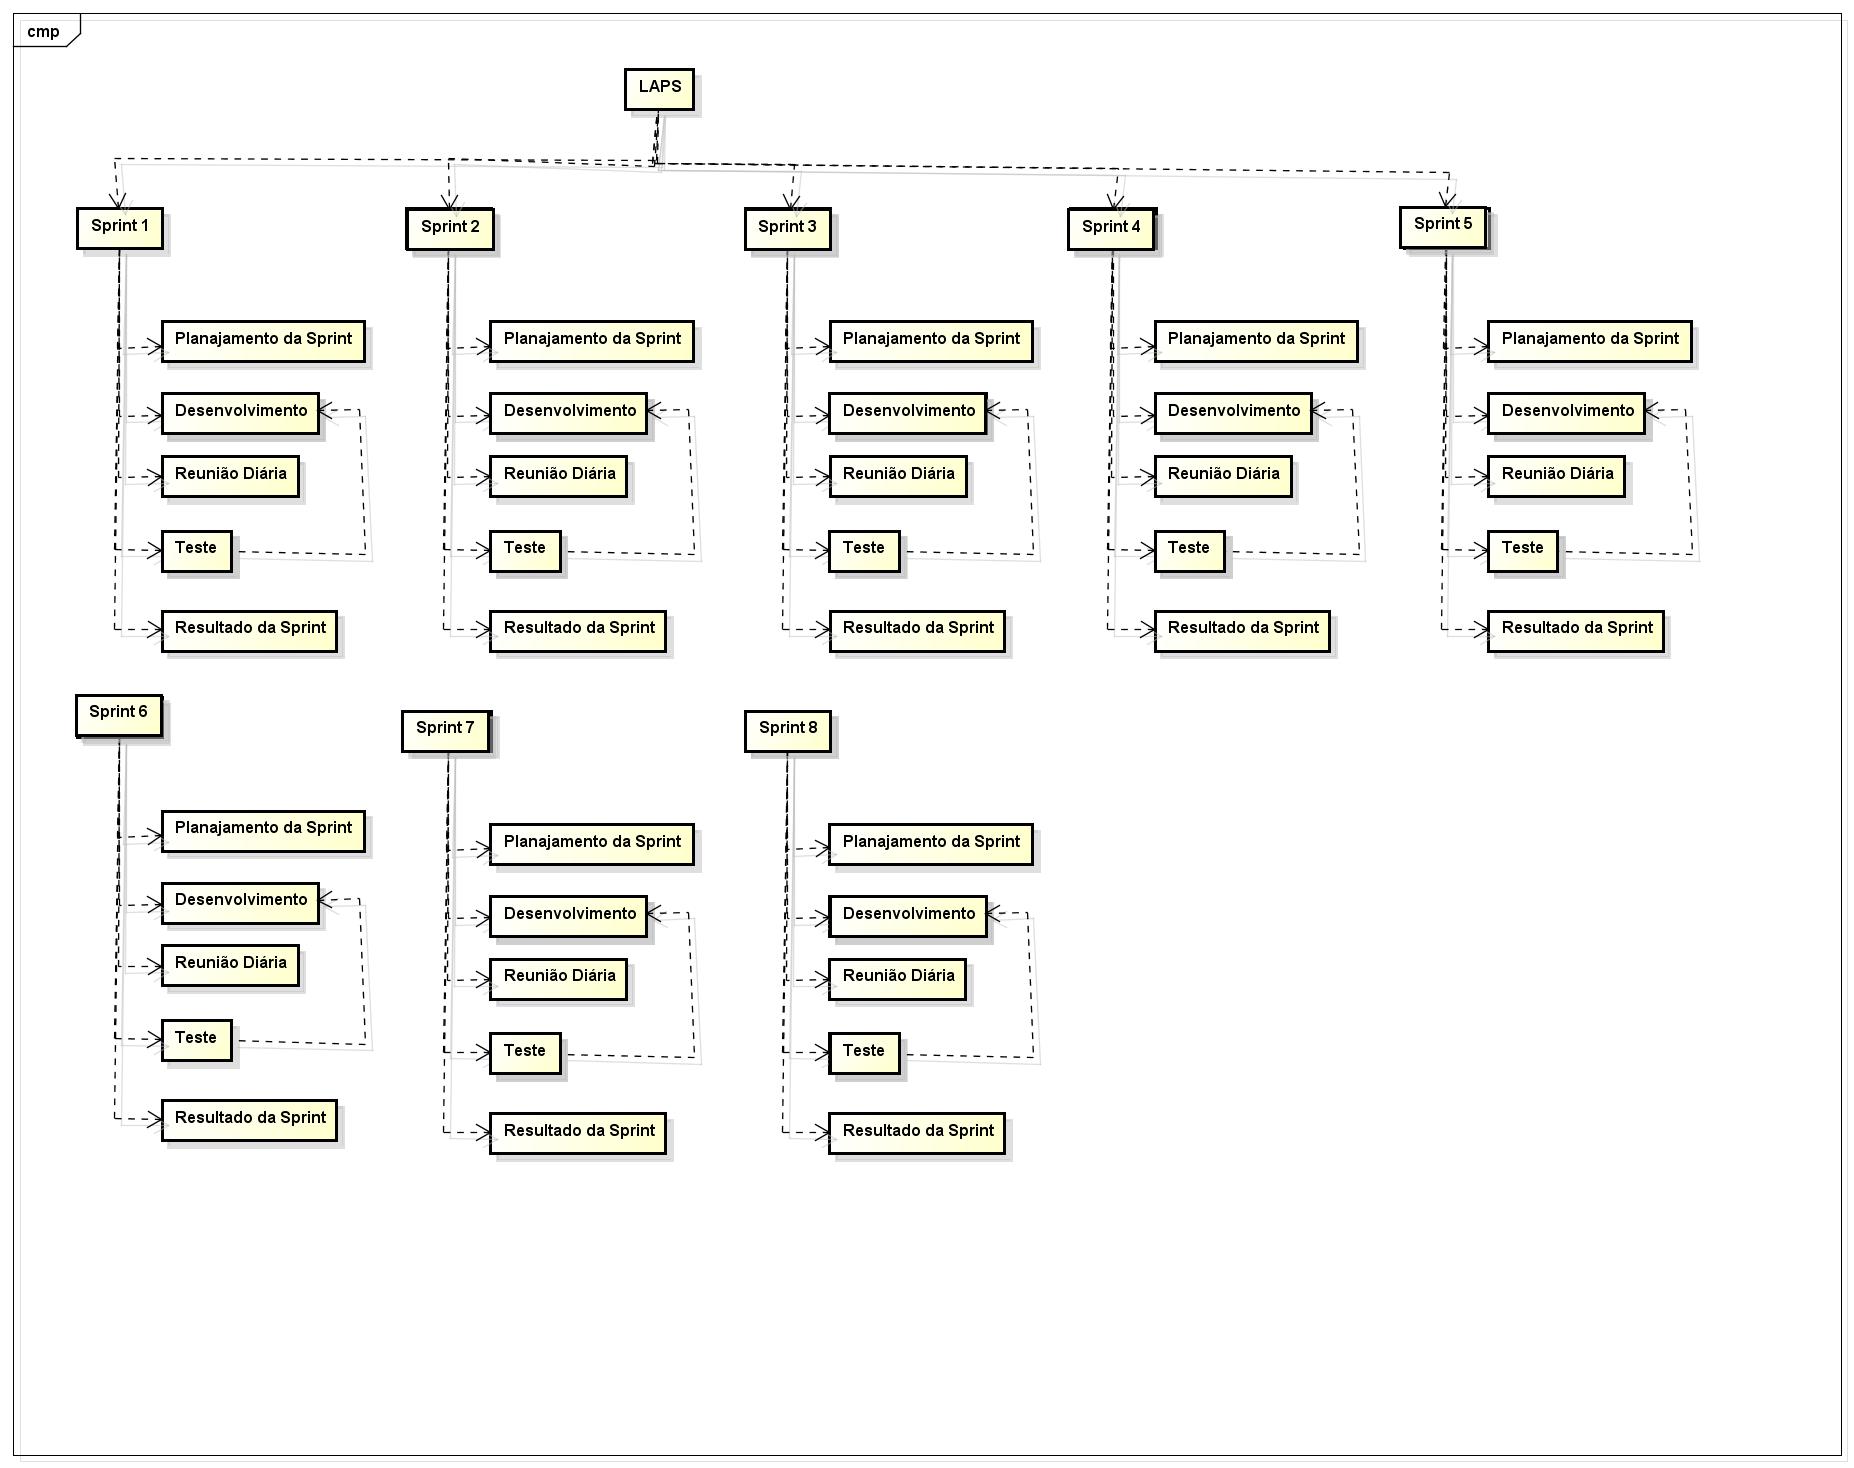 cmp
LAPS
Sprint 1
Sprint 2
Sprint 3
Sprint 4
Sprint 5
Planajamento da Sprint
Planajamento da Sprint
Planajamento da Sprint
Planajamento da Sprint
Planajamento da Sprint
Desenvolvimento
Desenvolvimento
Desenvolvimento
Desenvolvimento
Desenvolvimento
Reunião Diária
Reunião Diária
Reunião Diária
Reunião Diária
Reunião Diária
Teste
Teste
Teste
Teste
Teste
Resultado da Sprint
Resultado da Sprint
Resultado da Sprint
Resultado da Sprint
Resultado da Sprint
Sprint 6
Sprint 7
Sprint 8
Planajamento da Sprint
Planajamento da Sprint
Planajamento da Sprint
Desenvolvimento
Desenvolvimento
Desenvolvimento
Reunião Diária
Reunião Diária
Reunião Diária
Teste
Teste
Teste
Resultado da Sprint
Resultado da Sprint
Resultado da Sprint